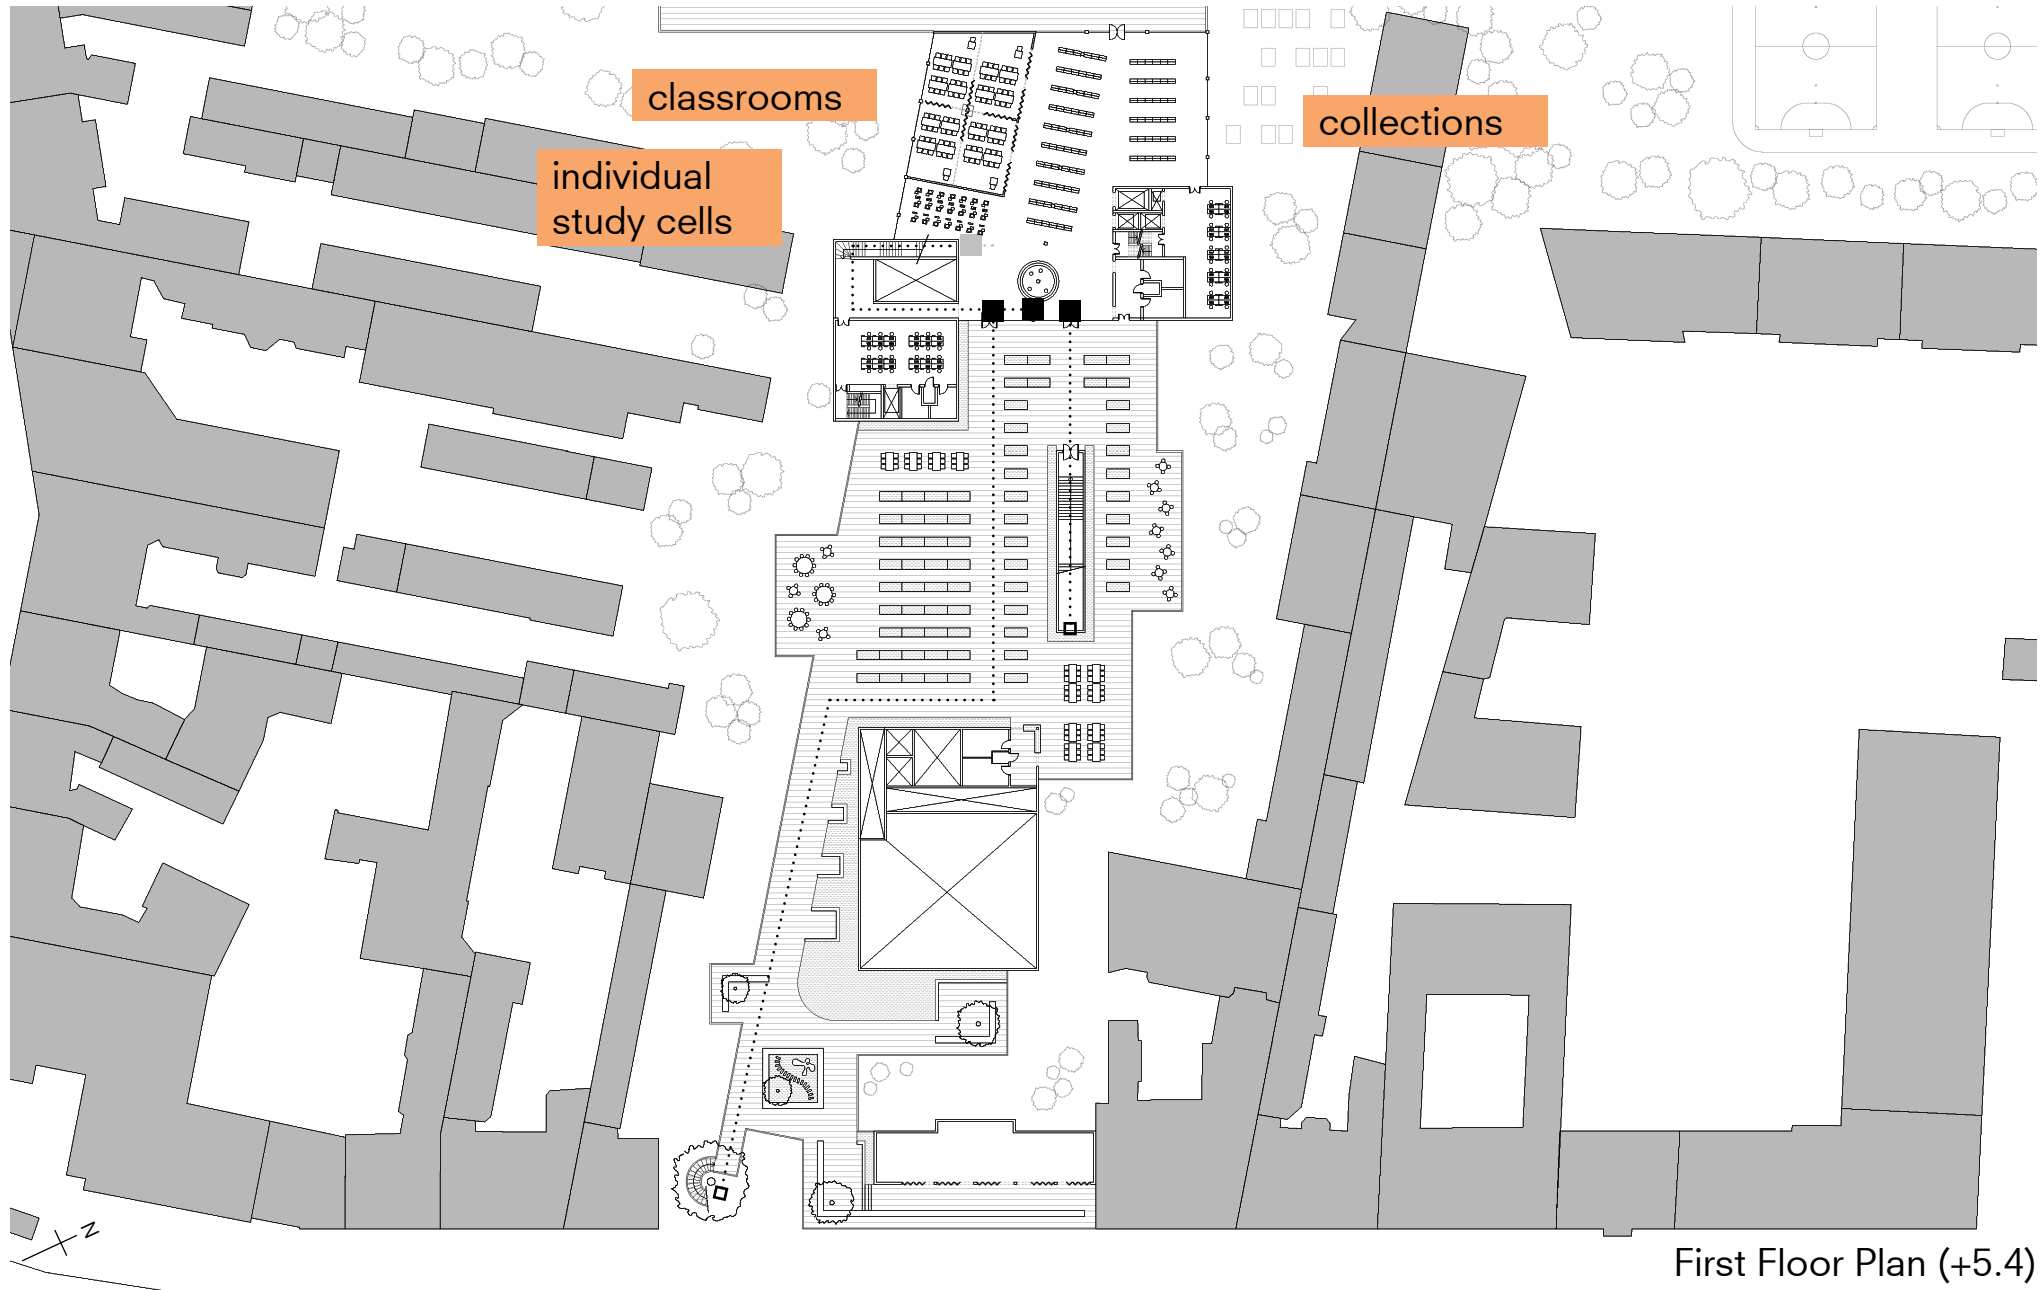 classrooms
collections
individual
study cells
N
First Floor Plan (+5.4)